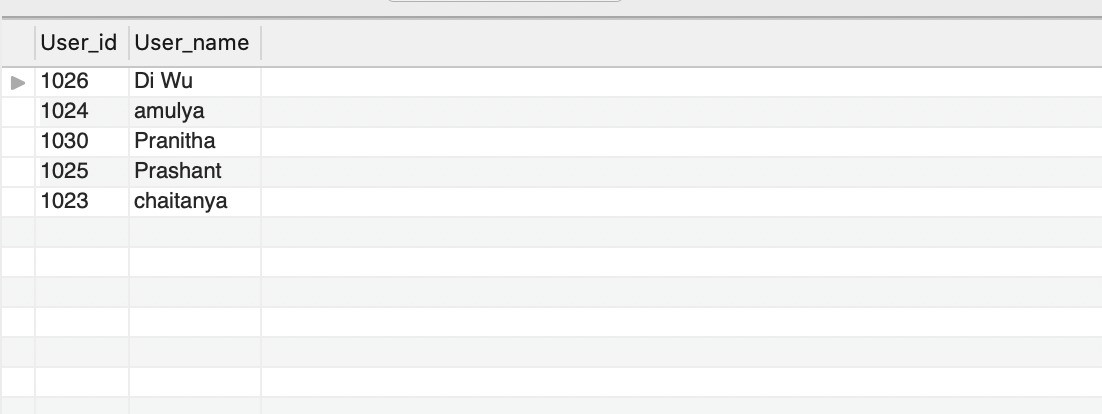 User_id User_name
1026 Di Wu
1024 amulya
1030 Pranitha
1025 Prashant
1023 chaitanya